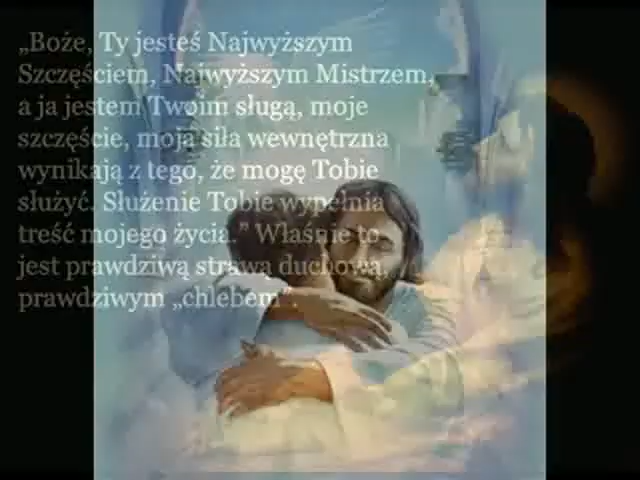 „Boże, Ty jesteś Najwyższym
Szczęściem, Najwyższym Mistrzem,
a ja jestem Twoim sługą, moje
szczęście, moja siła wewnętrzna
wynikają z tego, że mogę Tobie
służyć. Służenie Tobie wypełnia
treść mojego życia.” Właśnie to
jest prawdziwą strawą duchową,
prawdziwym „chlebem”.